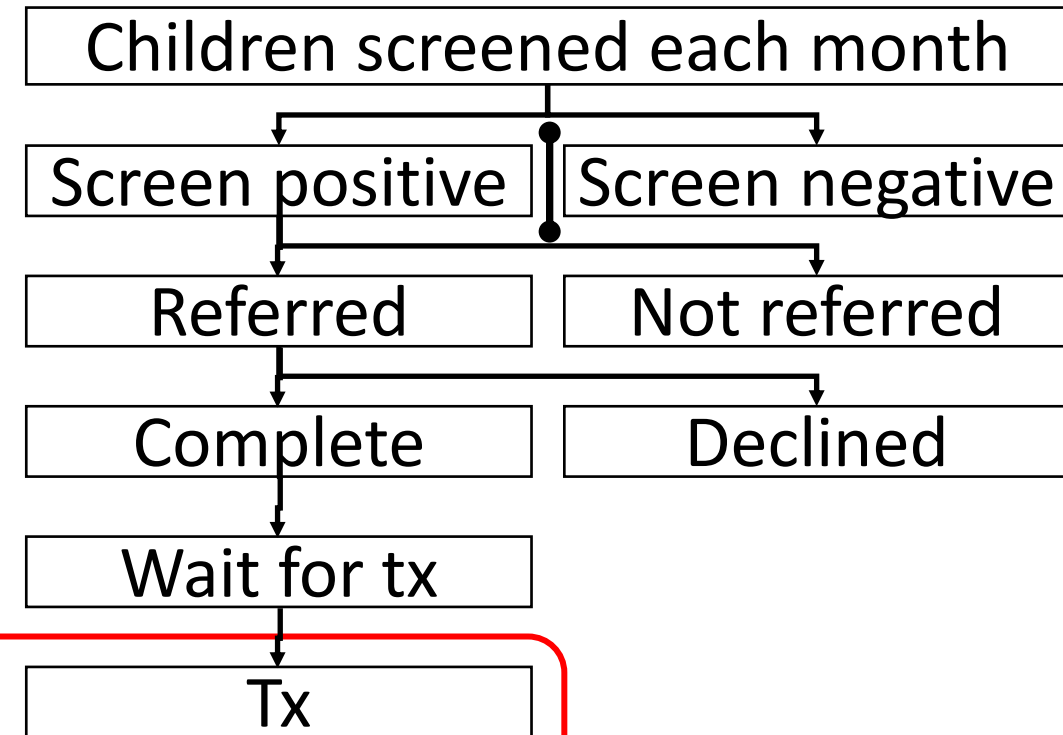 Children screened each month
Screen positive
Screen negative
Referred
Not referred
Complete
Declined
Wait for tx
Tx